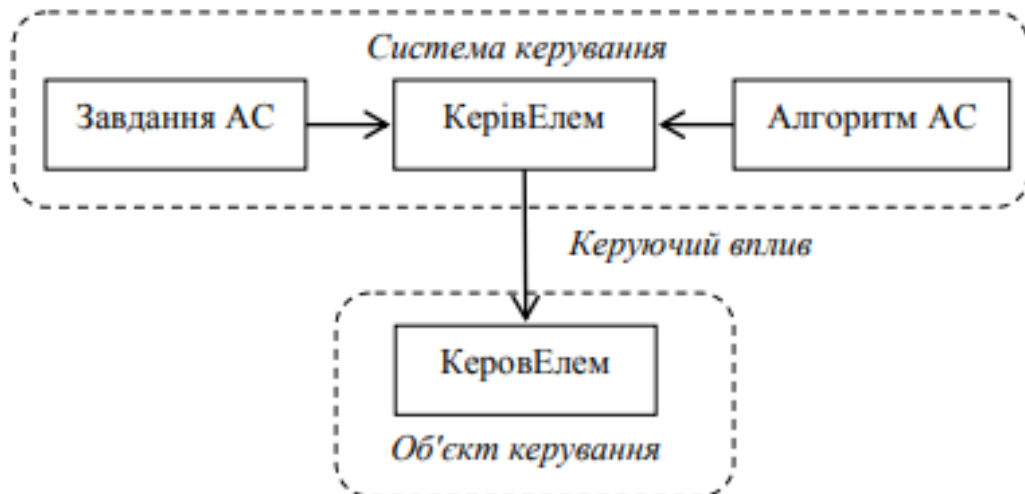 Система керування
Завдання АС
КерівЕлем
Алгоритм АС
Керуючий вплив
КеровЕлем
Об'єкт керування